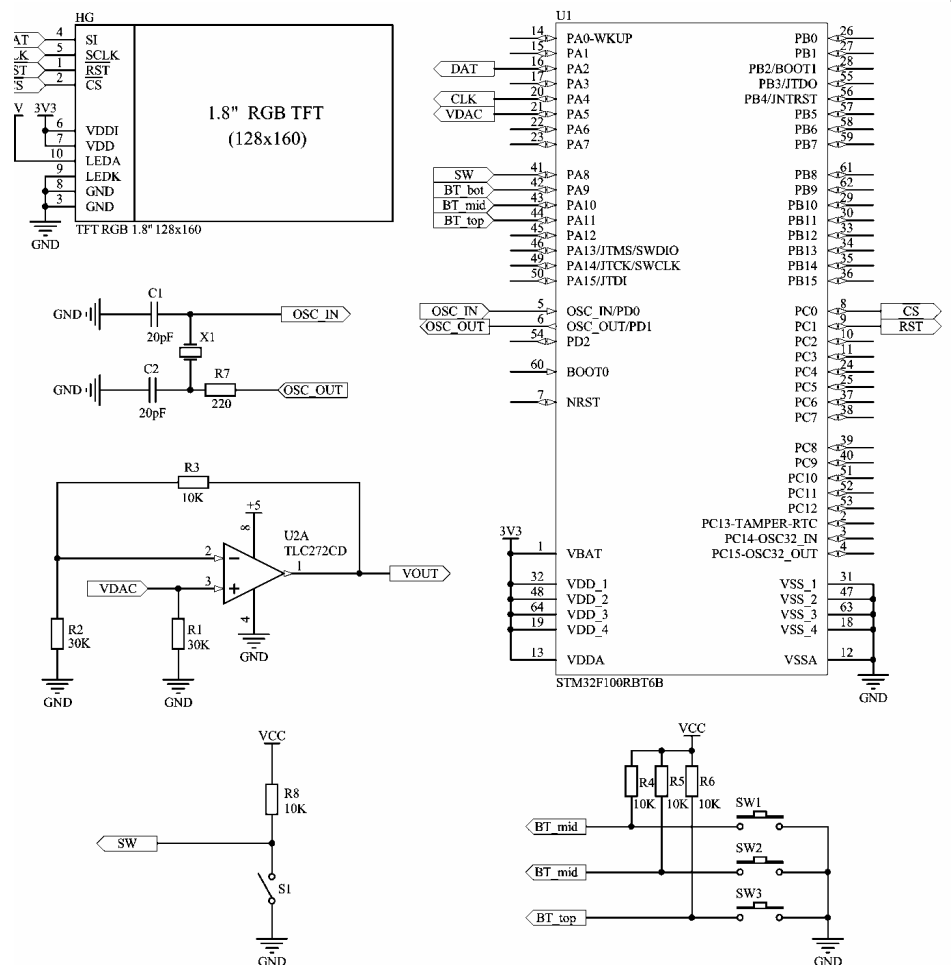 HG
AT 4 SI
LK 5 SCLK
ST 1 RST
CS 2 CS
1.8" RGB TFT
(128x160)
V 3V3
6 VDDI
7 VDD
10 LEDA
9 LEDK
8 GND
3 GND
GND
TFT RGB 1.8" 128x160
C1
GND
OSC_IN
20pF
X1
C2
R7
GND
OSC_OUT
20pF
220
R3
10K
+5
8
U2A
TLC272CD
2
1
VOUT
VDAC
3
4
R2
30K
R1
30K
GND
GND
GND
VCC
R8
10K
SW
S1
GND
U1
14 PA0-WKUP
15 PA1
DAT 16 PA2
17 PA3
CLK 20 PA4
VDAC 21 PA5
22 PA6
23 PA7
SW 41 PA8
BT_bot 42 PA9
BT_mid 43 PA10
BT_top 44 PA11
45 PA12
46 PA13/JTMS/SWDIO
49 PA14/JTCK/SWCLK
50 PA15/JTDI
OSC_IN 5 OSC_IN/PD0
OSC_OUT 6 OSC_OUT/PD1
54 PD2
60 BOOT0
7 NRST
3V3
1 VBAT
32 VDD_1
48 VDD_2
64 VDD_3
19 VDD_4
13 VDDA
PB0 26
PB1 27
PB2/BOOT1 28
PB3/JTDO 55
PB4/JNTRST 56
PB5 57
PB6 58
PB7 59
PB8 61
PB9 62
PB10 29
PB11 30
PB12 33
PB13 34
PB14 35
PB15 36
PC0 8 CS
PC1 9 RST
PC2 10
PC3 11
PC4 24
PC5 25
PC6 37
PC7 38
PC8 39
PC9 40
PC10 51
PC11 52
PC12 53
PC13-TAMPER-RTC 2
PC14-OSC32_IN 3
PC15-OSC32_OUT 4
VSS_1 31
VSS_2 47
VSS_3 63
VSS_4 18
VSSA 12
GND
STM32F100RBT6B
VCC
R4 R5 R6
10K 10K 10K
SW1
BT_mid
SW2
BT_mid
SW3
BT_top
GND